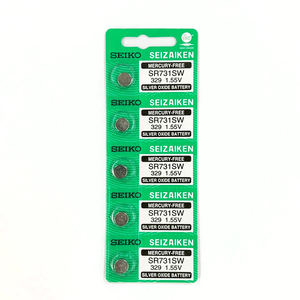 SEIKO SEIZAIKEN
MERCURY-FREE
SR731SW
329 1.55V
SILVER OXIDE BATTERY
SEIKO SEIZAIKEN
MERCURY-FREE
SR731SW
329 1.55V
SILVER OXIDE BATTERY
SEIKO SEIZAIKEN
MERCURY-FREE
SR731SW
329 1.55V
SILVER OXIDE BATTERY
SEIKO SEIZAIKEN
MERCURY-FREE
SR731SW
329 1.55V
SILVER OXIDE BATTERY
SEIKO SEIZAIKEN
MERCURY-FREE
SR731SW
329 1.55V
SILVER OXIDE BATTERY